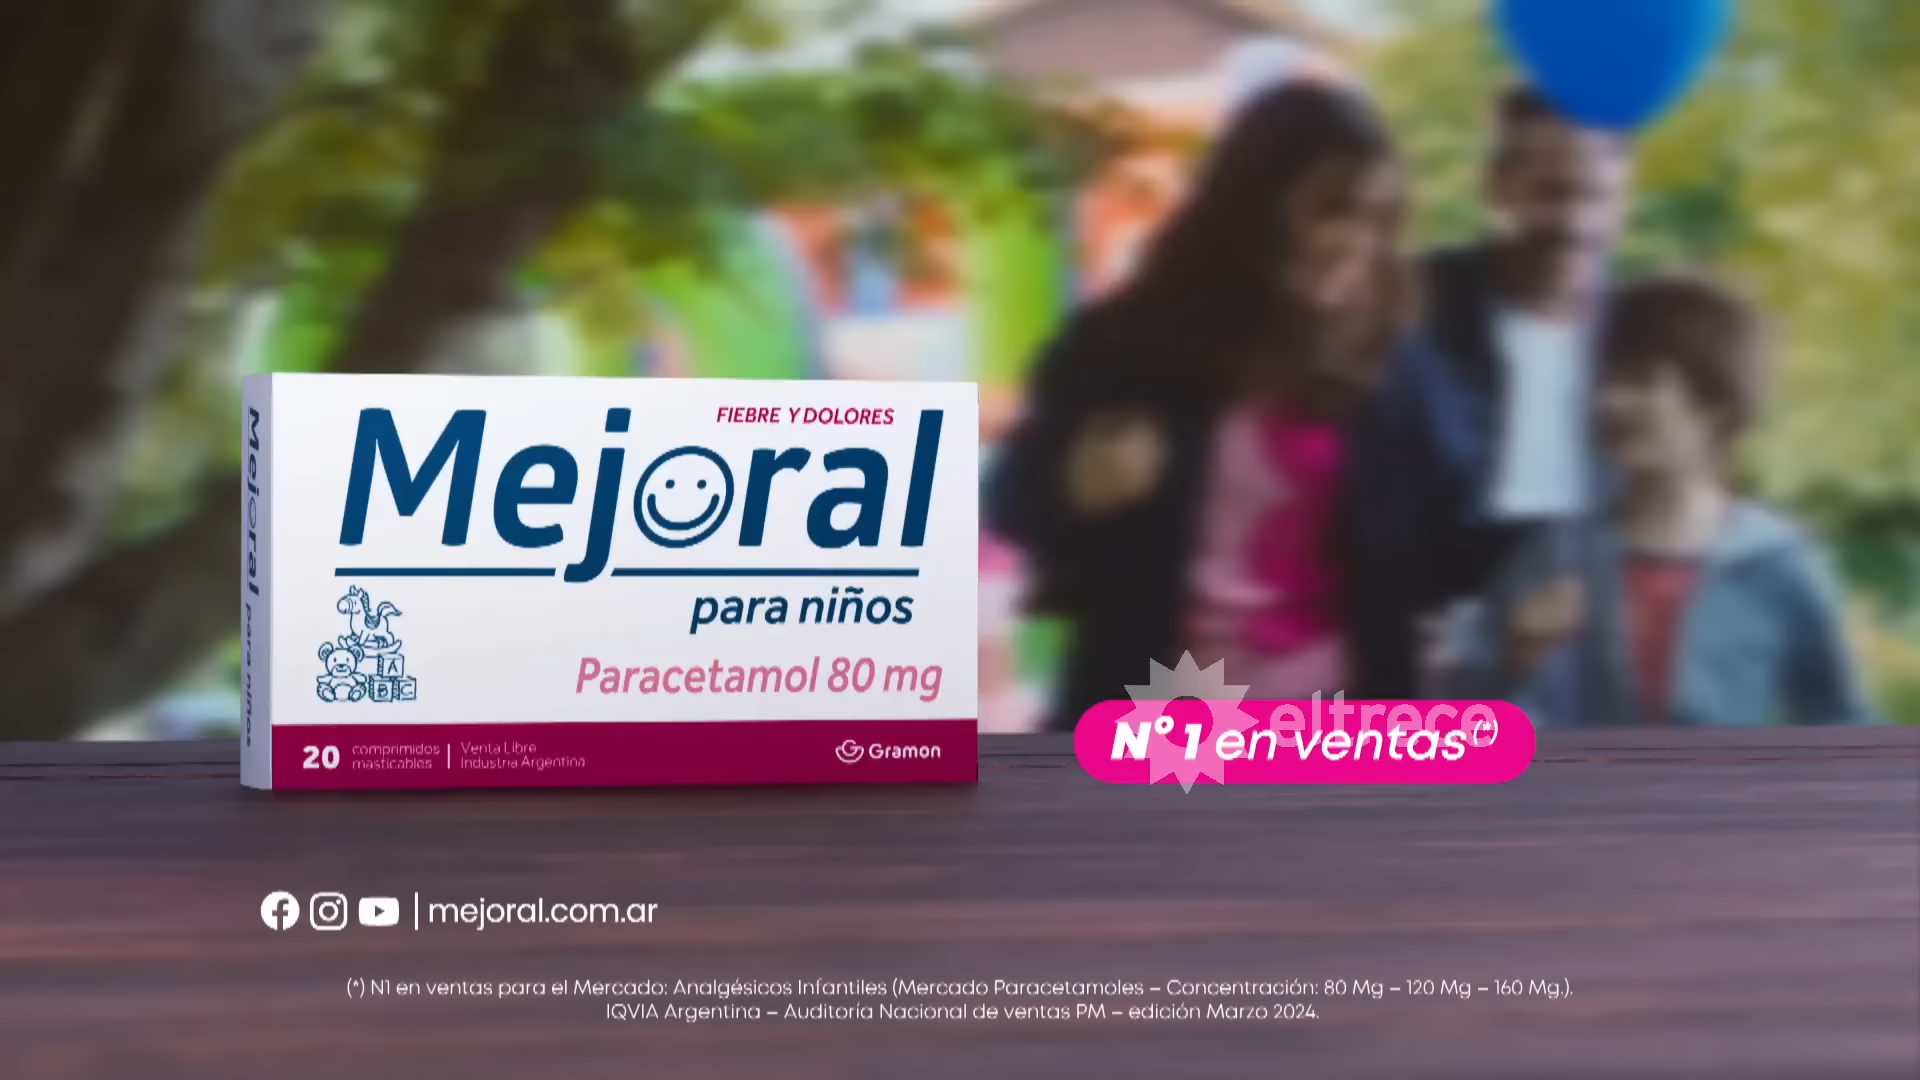 FIEBRE Y DOLORES
Mejoral
para niños
Paracetamol 80 mg
20 comprimidos masticables | Venta Libre Industria Argentina
Gramon
Mejoral para niños
eltrece
N° 1 en ventas(*)
mejoral.com.ar
(*) N1 en ventas para el Mercado: Analgésicos Infantiles (Mercado Paracetamoles – Concentración: 80 Mg – 120 Mg – 160 Mg.).
IQVIA Argentina – Auditoría Nacional de ventas PM – edición Marzo 2024.
A
B C